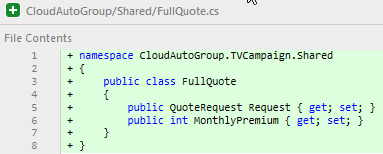 CloudAutoGroup/Shared/FullQuote.cs
File Contents
1 + namespace CloudAutoGroup.TVCampaign.Shared
2 + {
3 + public class FullQuote
4 + {
5 + public QuoteRequest Request { get; set; }
6 + public int MonthlyPremium { get; set; }
7 + }
8 + }